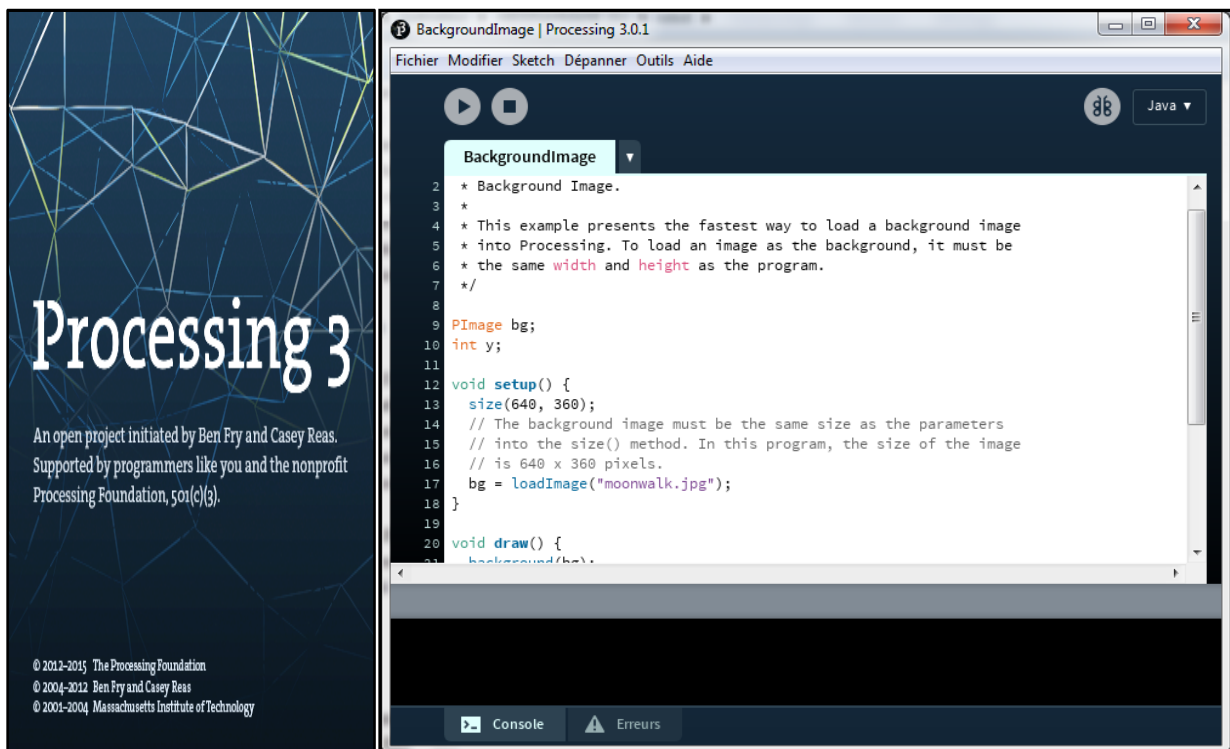 Processing 3
An open project initiated by Ben Fry and Casey Reas.
Supported by programmers like you and the nonprofit
Processing Foundation, 501(c)(3).
© 2012–2015 The Processing Foundation
© 2004–2012 Ben Fry and Casey Reas
© 2001–2004 Massachusetts Institute of Technology
BackgroundImage | Processing 3.0.1
Fichier Modifier Sketch Dépanner Outils Aide
Java ▾
BackgroundImage ▾
2 * Background Image.
3 *
4 * This example presents the fastest way to load a background image
5 * into Processing. To load an image as the background, it must be
6 * the same width and height as the program.
7 */
8
9 PImage bg;
10 int y;
11
12 void setup() {
13 size(640, 360);
14 // The background image must be the same size as the parameters
15 // into the size() method. In this program, the size of the image
16 // is 640 x 360 pixels.
17 bg = loadImage("moonwalk.jpg");
18 }
19
20 void draw() {
21 background(bg);
Console
Erreurs